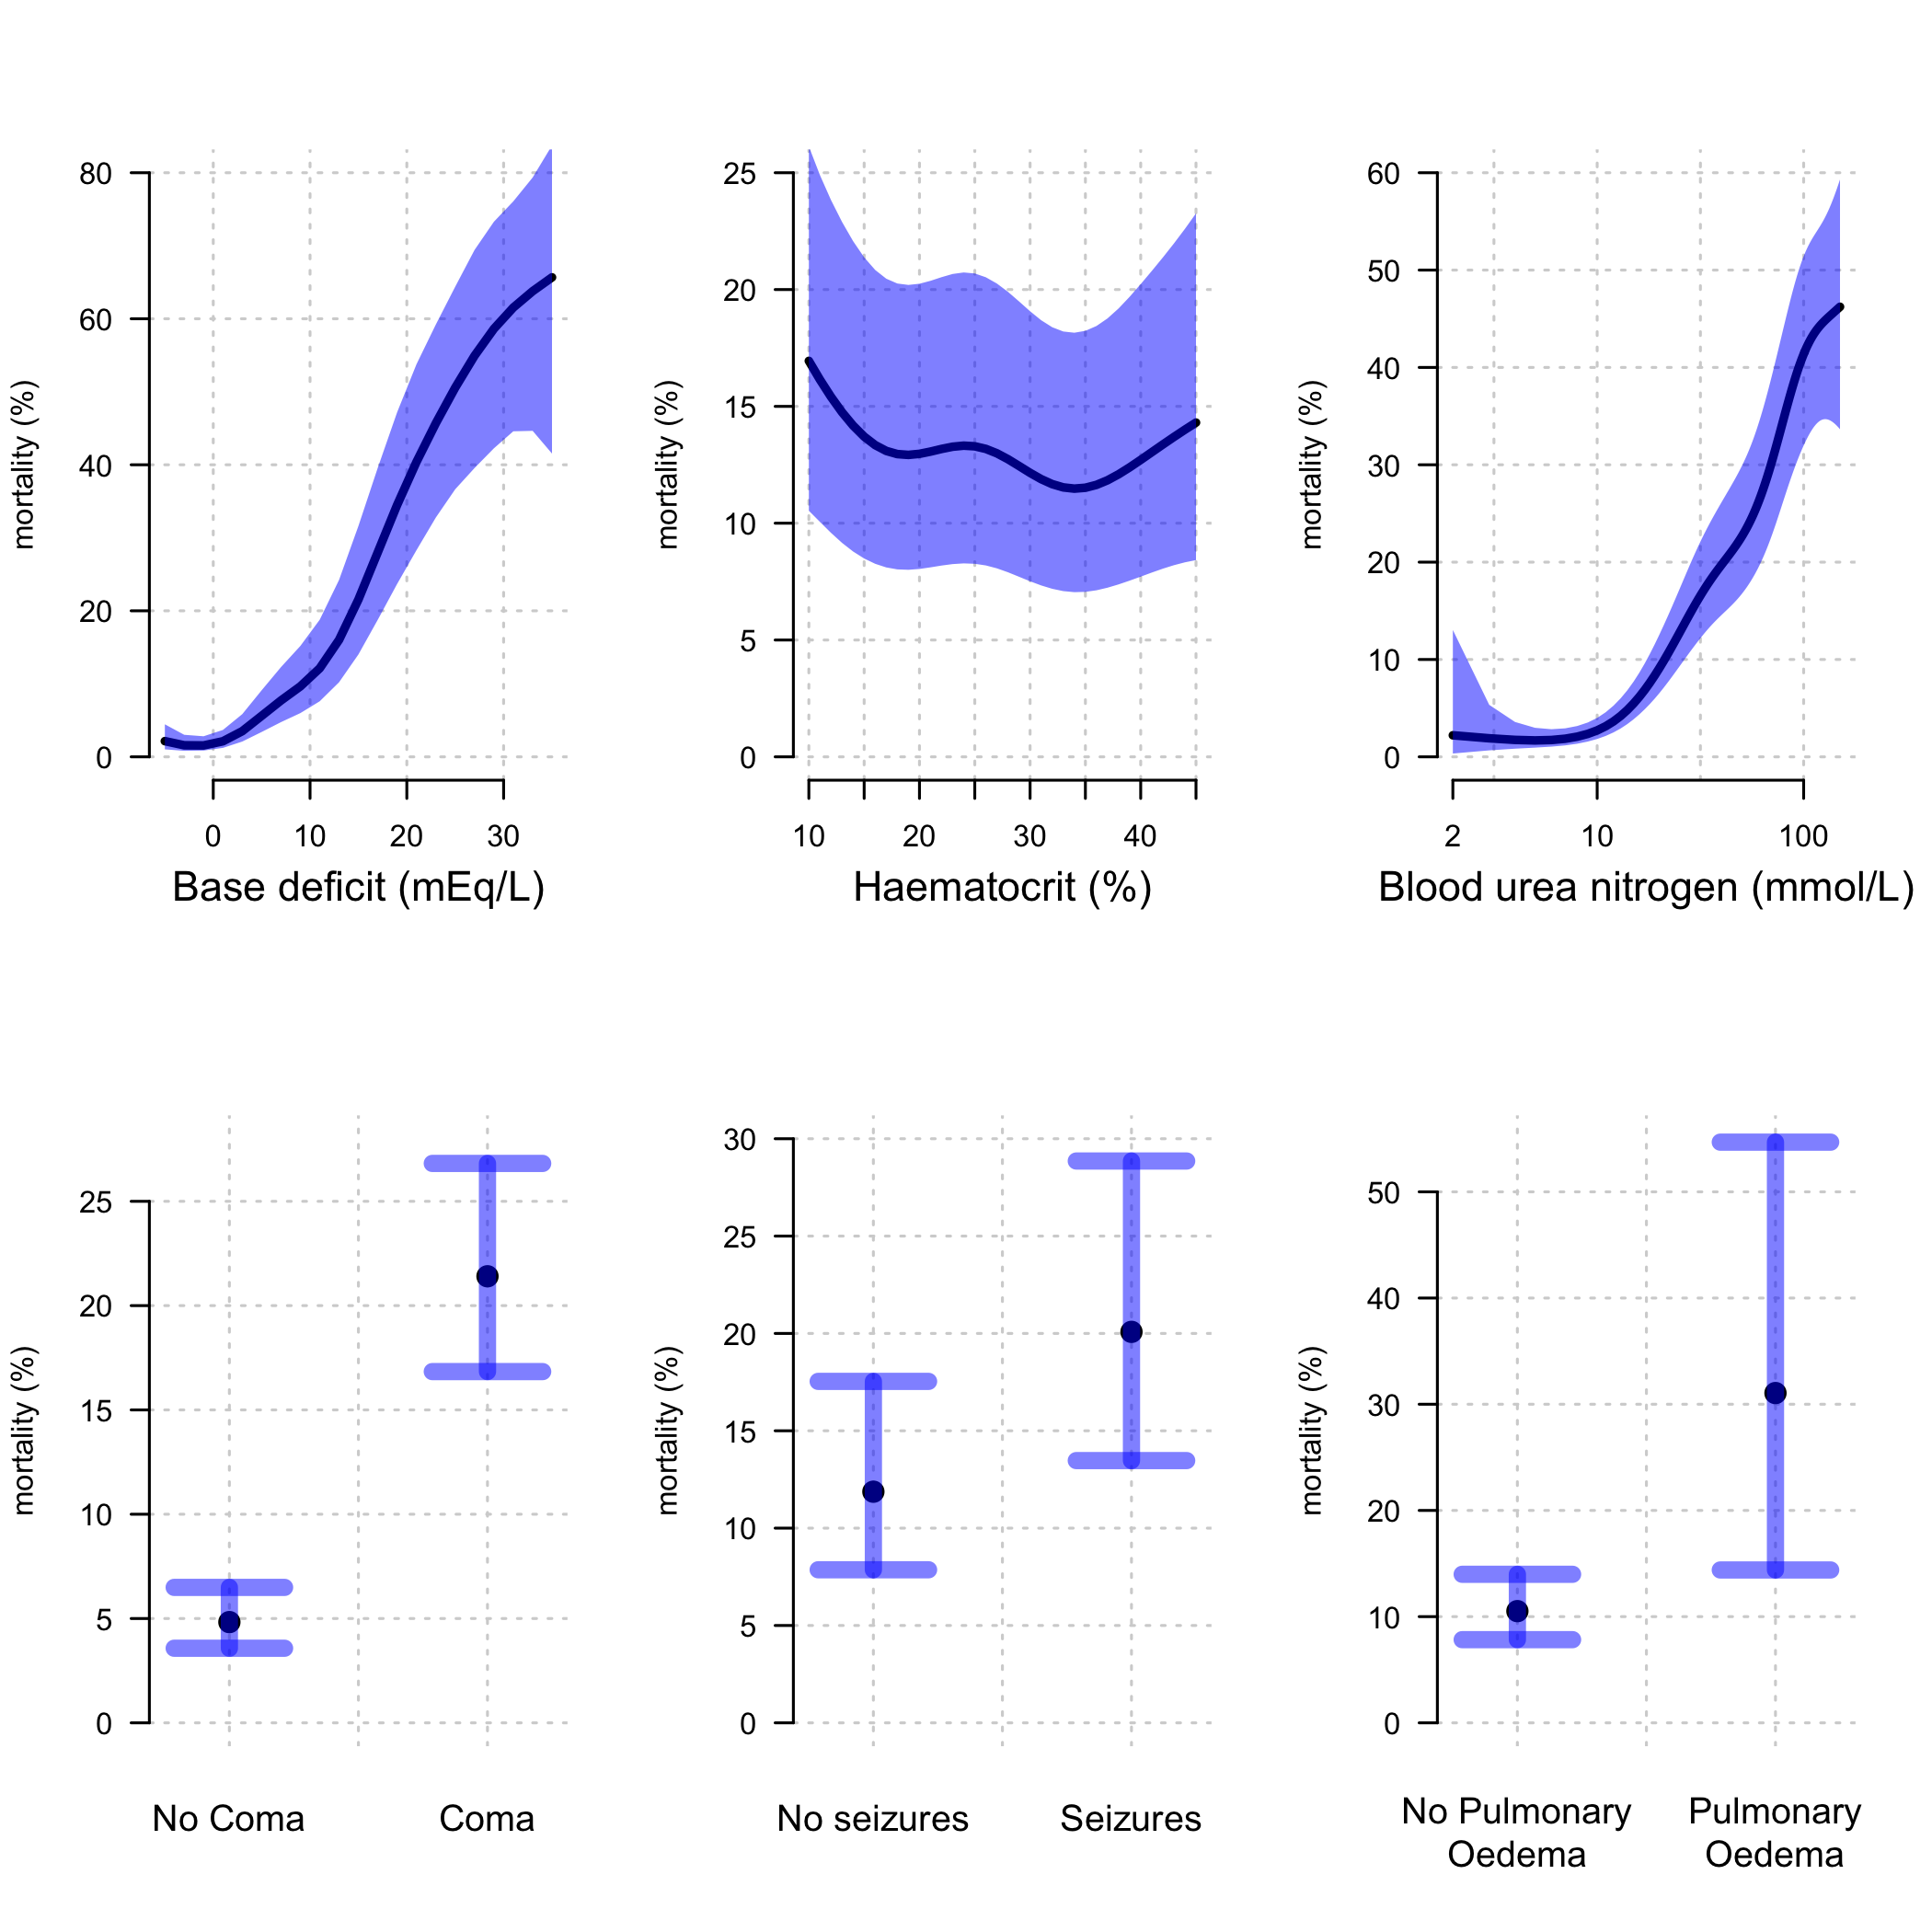 mortality (%)
80
60
40
20
0
0 10 20 30
Base deficit (mEq/L)
mortality (%)
25
20
15
10
5
0
10 20 30 40
Haematocrit (%)
mortality (%)
60
50
40
30
20
10
0
2 10 100
Blood urea nitrogen (mmol/L)
mortality (%)
25
20
15
10
5
0
No Coma Coma
mortality (%)
30
25
20
15
10
5
0
No seizures Seizures
mortality (%)
50
40
30
20
10
0
No Pulmonary
Oedema
Pulmonary
Oedema